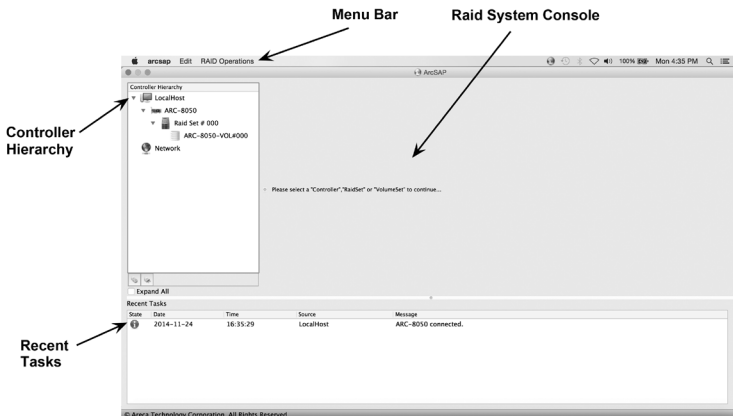 Menu Bar
Raid System Console
arcsap Edit RAID Operations
100%
Mon 4:35 PM
ArcSAP
Controller Hierarchy
Controller Hierarchy
LocalHost
ARC-8050
Raid Set # 000
ARC-8050-VOL#000
Network
Please select a "Controller","RaidSet" or "VolumeSet' to continue...
Expand All
Recent Tasks
Recent Tasks
State Date Time Source Message
2014-11-24 16:35:29 LocalHost ARC-8050 connected.
© Areca Technology Corporation. All Rights Reserved